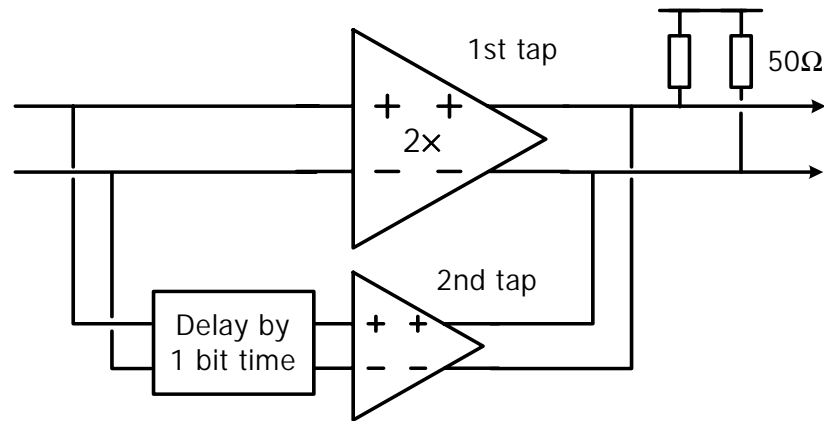 1st tap
50Ω
+ +
2×
− −
2nd tap
Delay by
1 bit time
+ +
− −